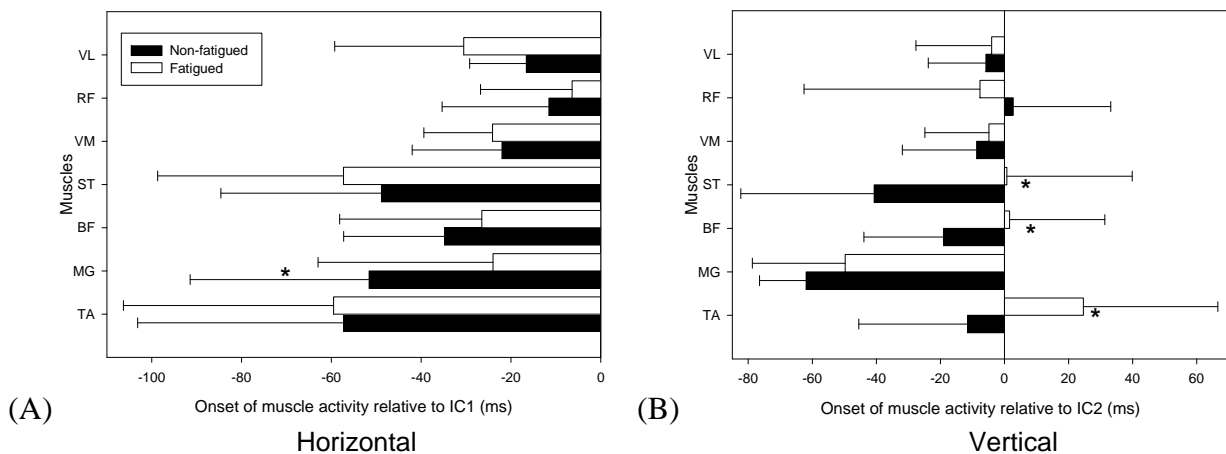 Non-fatigued
Fatigued
VL
RF
VM
ST
BF
MG
TA
Muscles
*
-100 -80 -60 -40 -20 0
Onset of muscle activity relative to IC1 (ms)
(A)
Horizontal
VL
RF
VM
ST
BF
MG
TA
Muscles
*
*
*
-80 -60 -40 -20 0 20 40 60
Onset of muscle activity relative to IC2 (ms)
(B)
Vertical